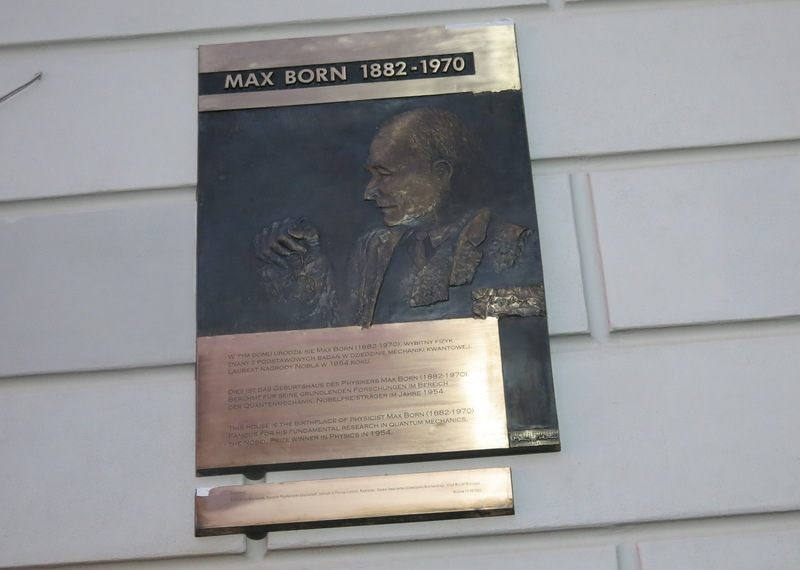 MAX BORN 1882-1970
W TYM DOMU URODZIŁ SIĘ MAX BORN (1882-1970), WYBITNY FIZYK
ZNANY Z PODSTAWOWYCH BADAŃ W DZIEDZINIE MECHANIKI KWANTOWEJ,
LAUREAT NAGRODY NOBLA W 1954 ROKU.
DIES IST DAS GEBURTSHAUS DES PHYSIKERS MAX BORN (1882-1970),
BERÜHMT FÜR SEINE GRUNDLENDEN FORSCHUNGEN IM BEREICH
DER QUANTENMECHANIK, NOBELPREISTRÄGER IM JAHRE 1954.
THIS HOUSE IS THE BIRTHPLACE OF PHYSICIST MAX BORN (1882-1970)
FAMOUS FOR HIS FUNDAMENTAL RESEARCH IN QUANTUM MECHANICS,
THE NOBEL PRIZE WINNER IN PHYSICS IN 1954.